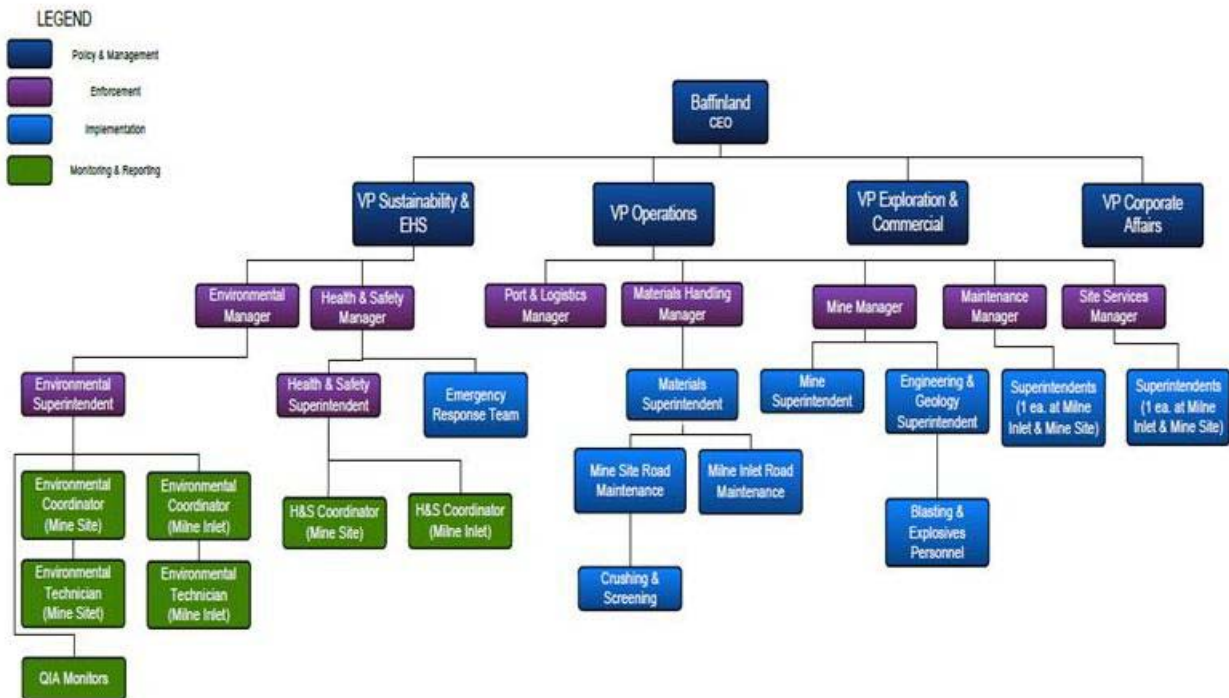 LEGEND
Policy & Management
Enforcement
Implementation
Monitoring & Reporting
Baffinland
CEO
VP Sustainability &
EHS
VP Operations
VP Exploration &
Commercial
VP Corporate
Affairs
Environmental
Manager
Health & Safety
Manager
Port & Logistics
Manager
Materials Handling
Manager
Mine Manager
Maintenance
Manager
Site Services
Manager
Environmental
Superintendent
Health & Safety
Superintendent
Emergency
Response Team
Materials
Superintendent
Mine
Superintendent
Engineering &
Geology
Superintendent
Superintendents
(1 ea. at Milne
Inlet & Mine Site)
Superintendents
(1 ea. at Milne
Inlet & Mine Site)
Environmental
Coordinator
(Mine Site)
Environmental
Coordinator
(Milne Inlet)
H&S Coordinator
(Mine Site)
H&S Coordinator
(Milne Inlet)
Mine Site Road
Maintenance
Milne Inlet Road
Maintenance
Blasting &
Explosives
Personnel
Environmental
Technician
(Mine Sitet)
Environmental
Technician
(Milne Inlet)
Crushing &
Screening
QIA Monitors